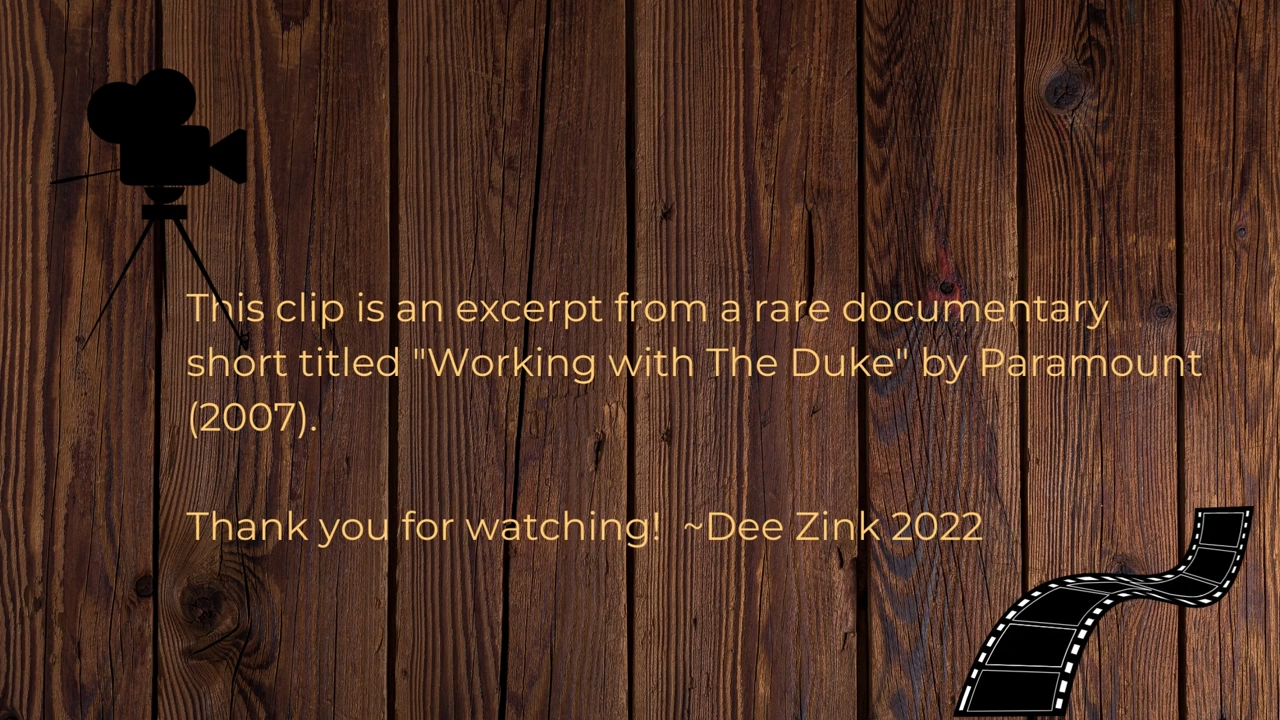 This clip is an excerpt from a rare documentary
short titled "Working with The Duke" by Paramount
(2007).
Thank you for watching!  ~Dee Zink 2022